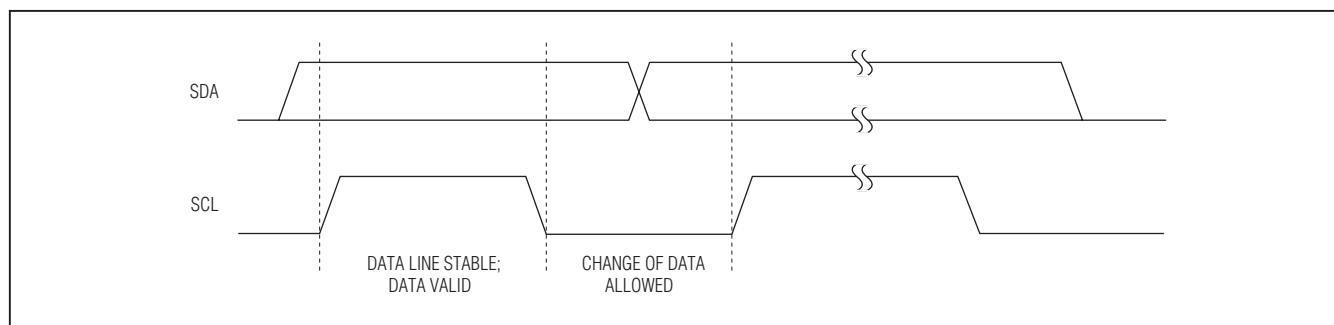 SDA
SCL
DATA LINE STABLE;
DATA VALID
CHANGE OF DATA
ALLOWED